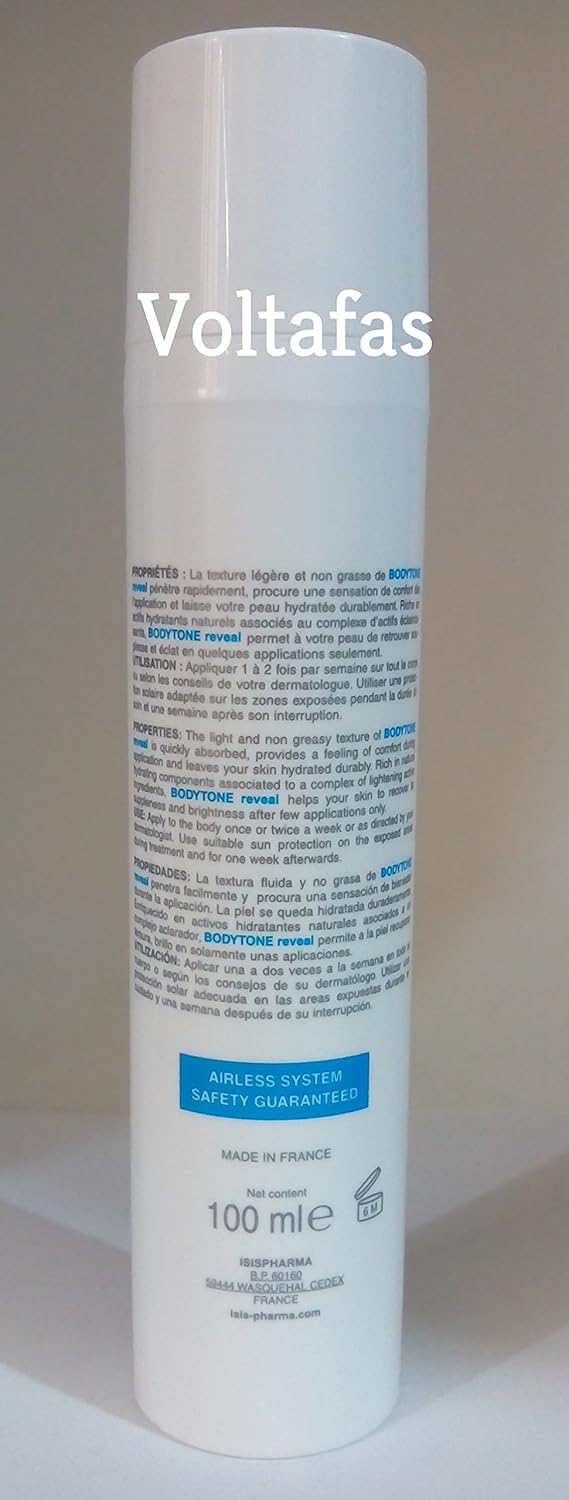 Voltafas
PROPRIÉTÉS : La texture légère et non grasse de BODYTONE
reveal pénètre rapidement, procure une sensation de confort dès
l'application et laisse votre peau hydratée durablement. Riche en
actifs hydratants naturels associés au complexe d'actifs éclaircis-
sants, BODYTONE reveal permet à votre peau de retrouver sou-
plesse et éclat en quelques applications seulement.
UTILISATION : Appliquer 1 à 2 fois par semaine sur tout le corps
ou selon les conseils de votre dermatologue. Utiliser une protec-
tion solaire adaptée sur les zones exposées pendant la durée du
soin et une semaine après son interruption.
PROPERTIES: The light and non greasy texture of BODYTONE
reveal is quickly absorbed, provides a feeling of comfort during
application and leaves your skin hydrated durably. Rich in natural
hydrating components associated to a complex of lightening active
ingredients, BODYTONE reveal helps your skin to recover its
suppleness and brightness after few applications only.
USE: Apply to the body once or twice a week or as directed by your
dermatologist. Use suitable sun protection on the exposed areas
during treatment and for one week afterwards.
PROPIEDADES: La textura fluida y no grasa de BODYTONE
reveal penetra facilmente y procura una sensación de bienestar
durante la aplicación. La piel se queda hidratada duraderamente.
Enriquecido en activos hidratantes naturales asociados a un
complejo aclarador, BODYTONE reveal permite a la piel recuperar
tersura, brillo en solamente unas aplicaciones.
UTILIZACIÓN: Aplicar una a dos veces a la semana en todo el
cuerpo o según los consejos de su dermatólogo. Utilizar una
protección solar adecuada en las areas expuestas durante el
cuidado y una semana después de su interrupción.
AIRLESS SYSTEM
SAFETY GUARANTEED
MADE IN FRANCE
Net content
100 ml e
6 M
ISISPHARMA
B.P. 60160
59444 WASQUEHAL CEDEX
FRANCE
isis-pharma.com